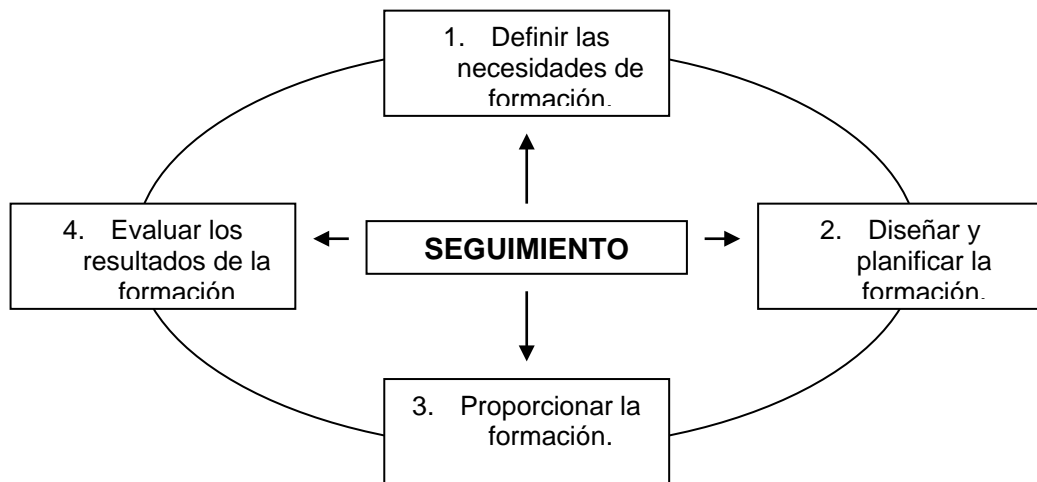 1. Definir las
necesidades de
formación.
4. Evaluar los
resultados de la
formación
SEGUIMIENTO
2. Diseñar y
planificar la
formación.
3. Proporcionar la
formación.